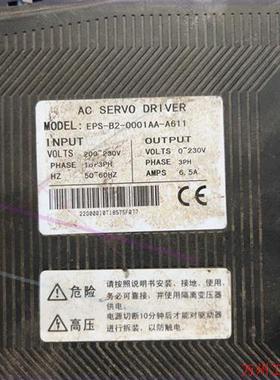 AC SERVO DRIVER
MODEL: EPS-B2-0001AA-A611
INPUT OUTPUT
VOLTS 200~230V VOLTS 0~230V
PHASE 1or3PH PHASE 3PH
HZ 50~60HZ AMPS 6.5A
CE
危险
高压
请按照说明书安装、接地、使用,
务必可靠接地、并使用隔离变压器
供电。
电源切断10分钟后才能对驱动器
进行拆装,以防触电。